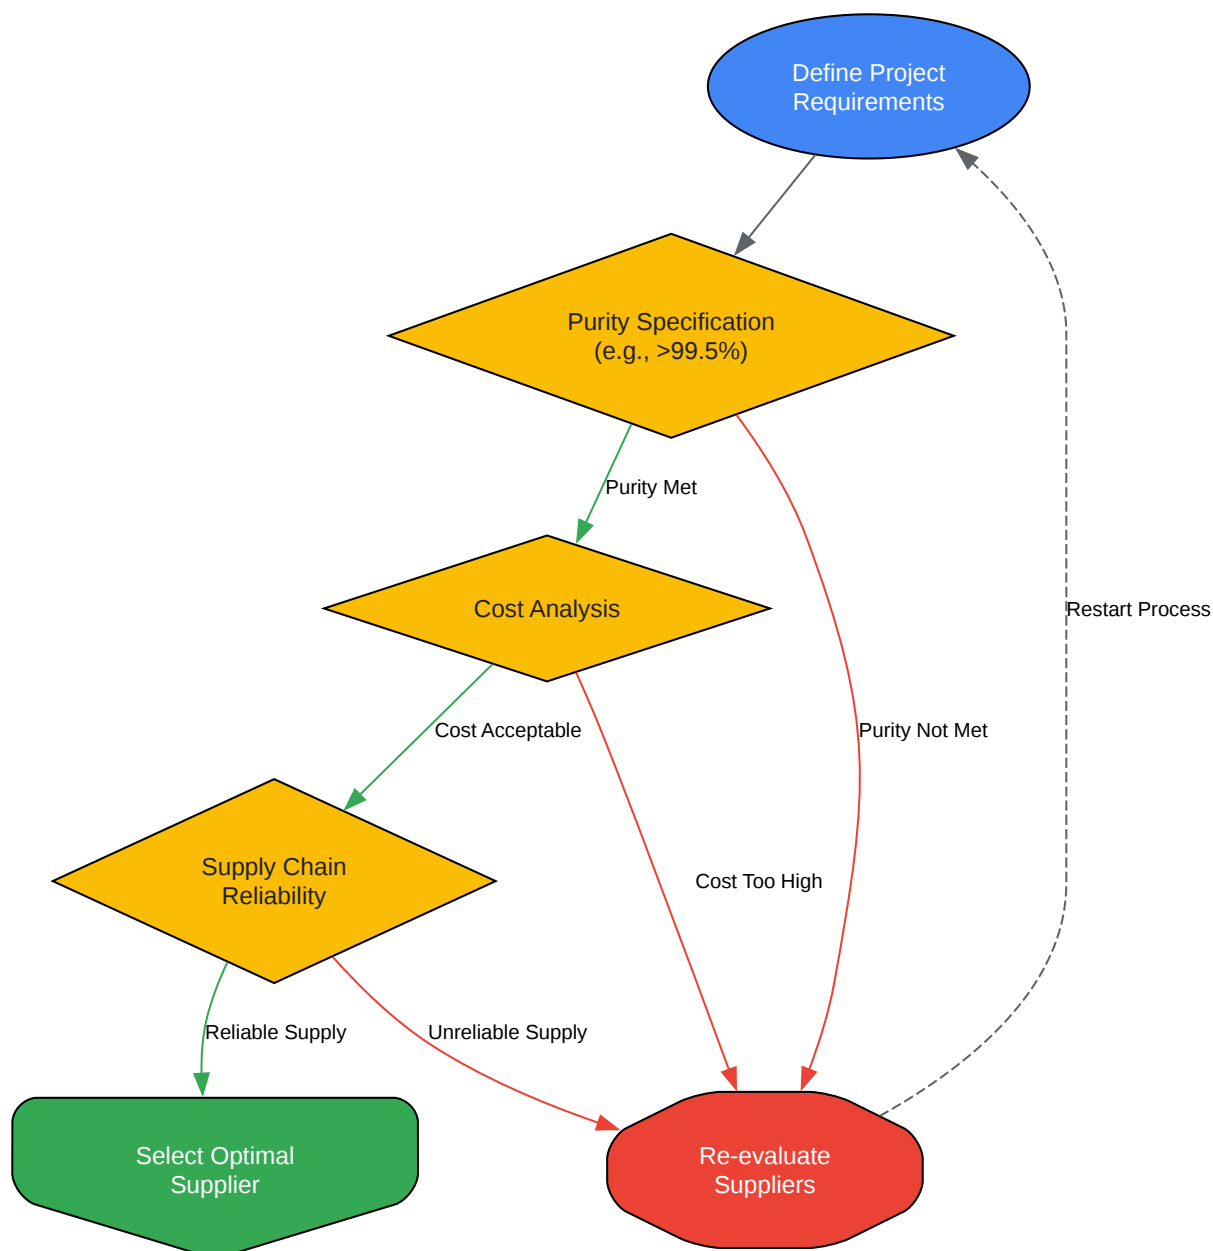 Define Project
Requirements
Purity Specification
(e.g., >99.5%)
Purity Met
Cost Analysis
Restart Process
Cost Acceptable
Purity Not Met
Supply Chain
Reliability
Cost Too High
Reliable Supply
Unreliable Supply
Select Optimal
Supplier
Re-evaluate
Suppliers